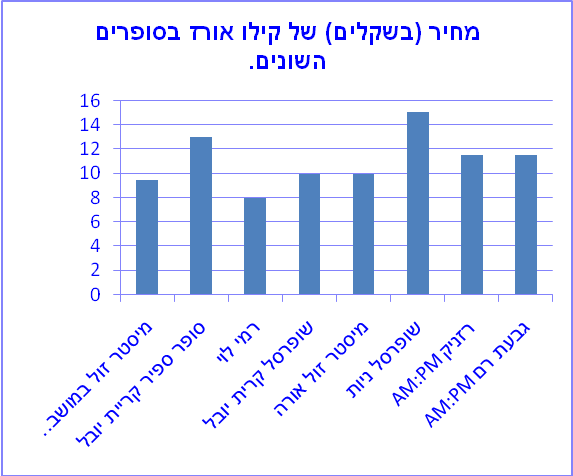 מחיר (בשקלים) של קילו אורז בסופרים
השונים.
16
14
12
10
8
6
4
2
0
מיסטר זול במושב..
סופר ספיר קריית יובל
רמי לוי
שופרסל קרית יובל
מיסטר זול אורה
שופרסל ניות
רזניק AM:PM
גבעת רם AM:PM